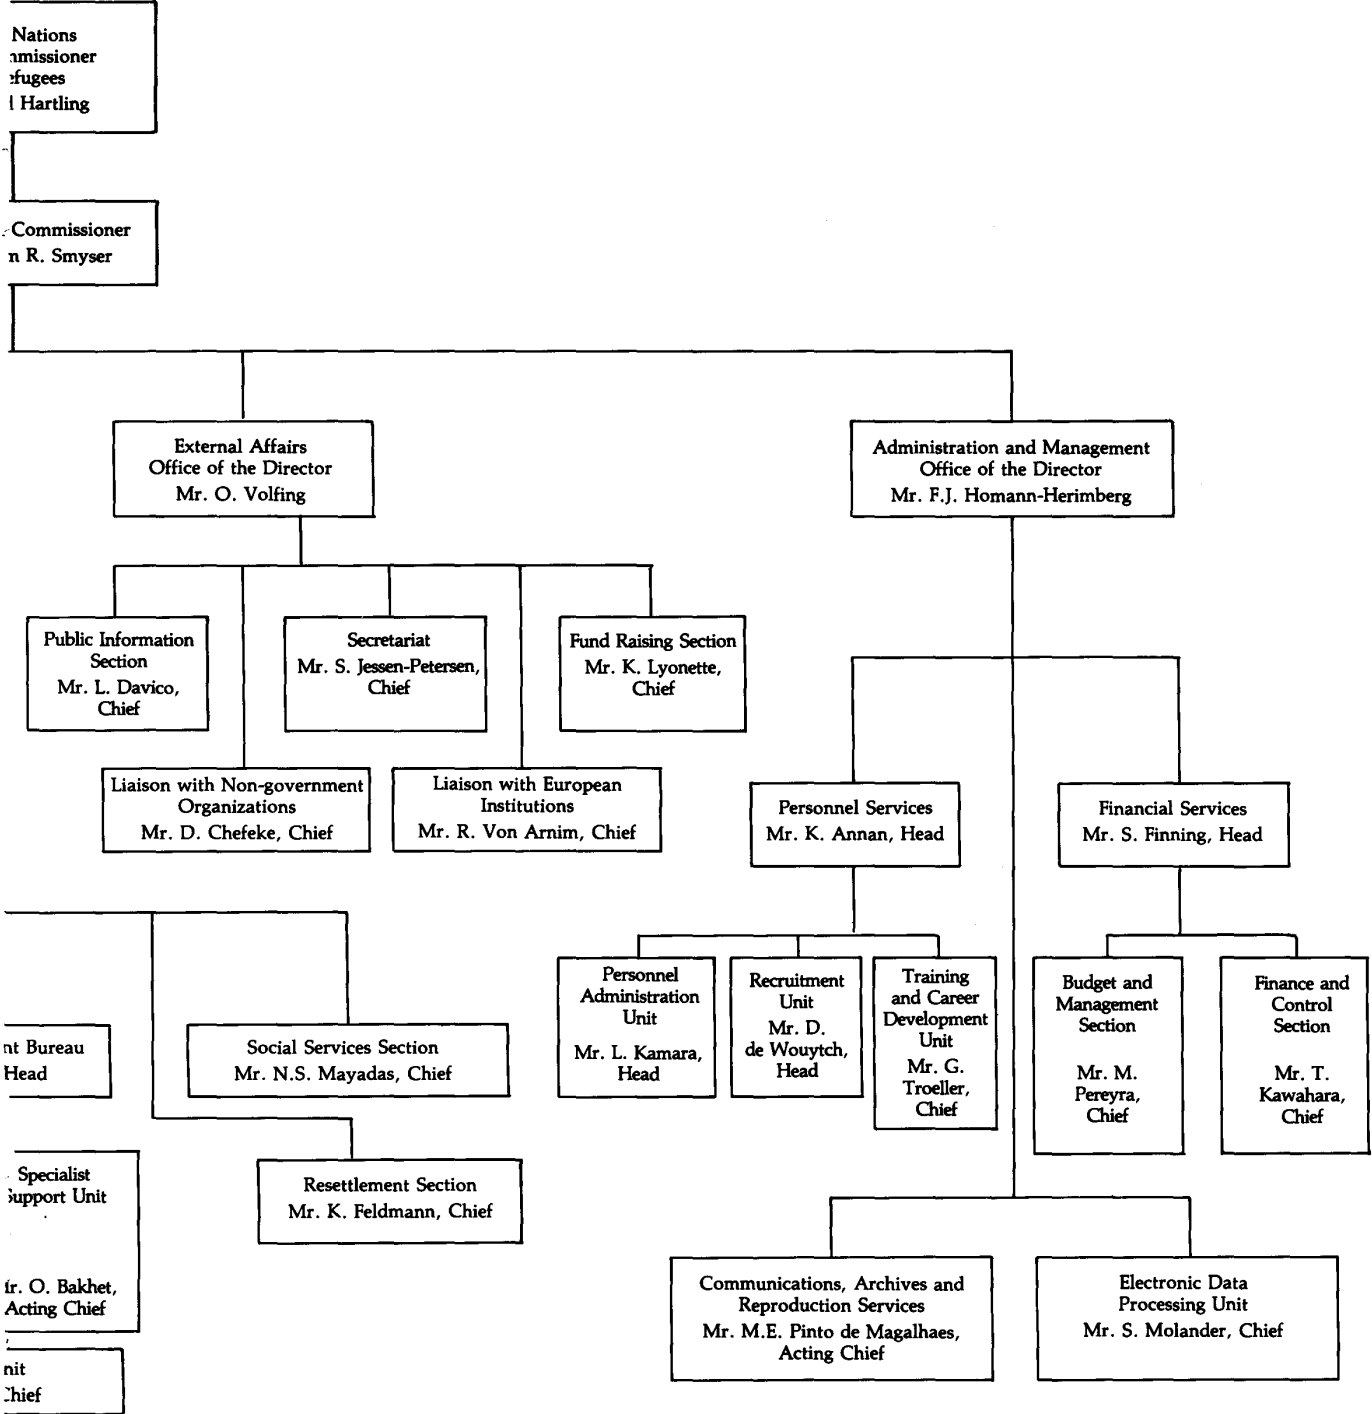 Nations
Hartling
Commissioner
R. Smyser
External Affairs
Office of the Director
Mr. O. Volfing
Administration and Management
Office of the Director
Mr. F.J. Homann-Herimberg
Public Information
Section
Mr. L. Davico,
Chief
Secretariat
Mr. S. Jessen-Petersen,
Chief
Fund Raising Section
Mr. K. Lyonette,
Chief
Liaison with Non-government
Organizations
Mr. D. Chefeke, Chief
Liaison with European
Institutions
Mr. R. Von Arnim, Chief
Personnel Services
Mr. K. Annan, Head
Financial Services
Mr. S. Finning, Head
Personnel
Administration
Unit
Mr. L. Kamara,
Head
Recruitment
Unit
Mr. D.
de Wouytch,
Head
Training
and Career
Development
Unit
Mr. G.
Troeller,
Chief
Budget and
Management
Section
Mr. M.
Pereyra,
Chief
Finance and
Control
Section
Mr. T.
Kawahara,
Chief
Bureau
Head
Social Services Section
Mr. N.S. Mayadas, Chief
Specialist
Unit
O. Bakhet,
Acting Chief
Resettlement Section
Mr. K. Feldmann, Chief
Communications, Archives and
Reproduction Services
Mr. M.E. Pinto de Magalhaes,
Acting Chief
Electronic Data
Processing Unit
Mr. S. Molander, Chief